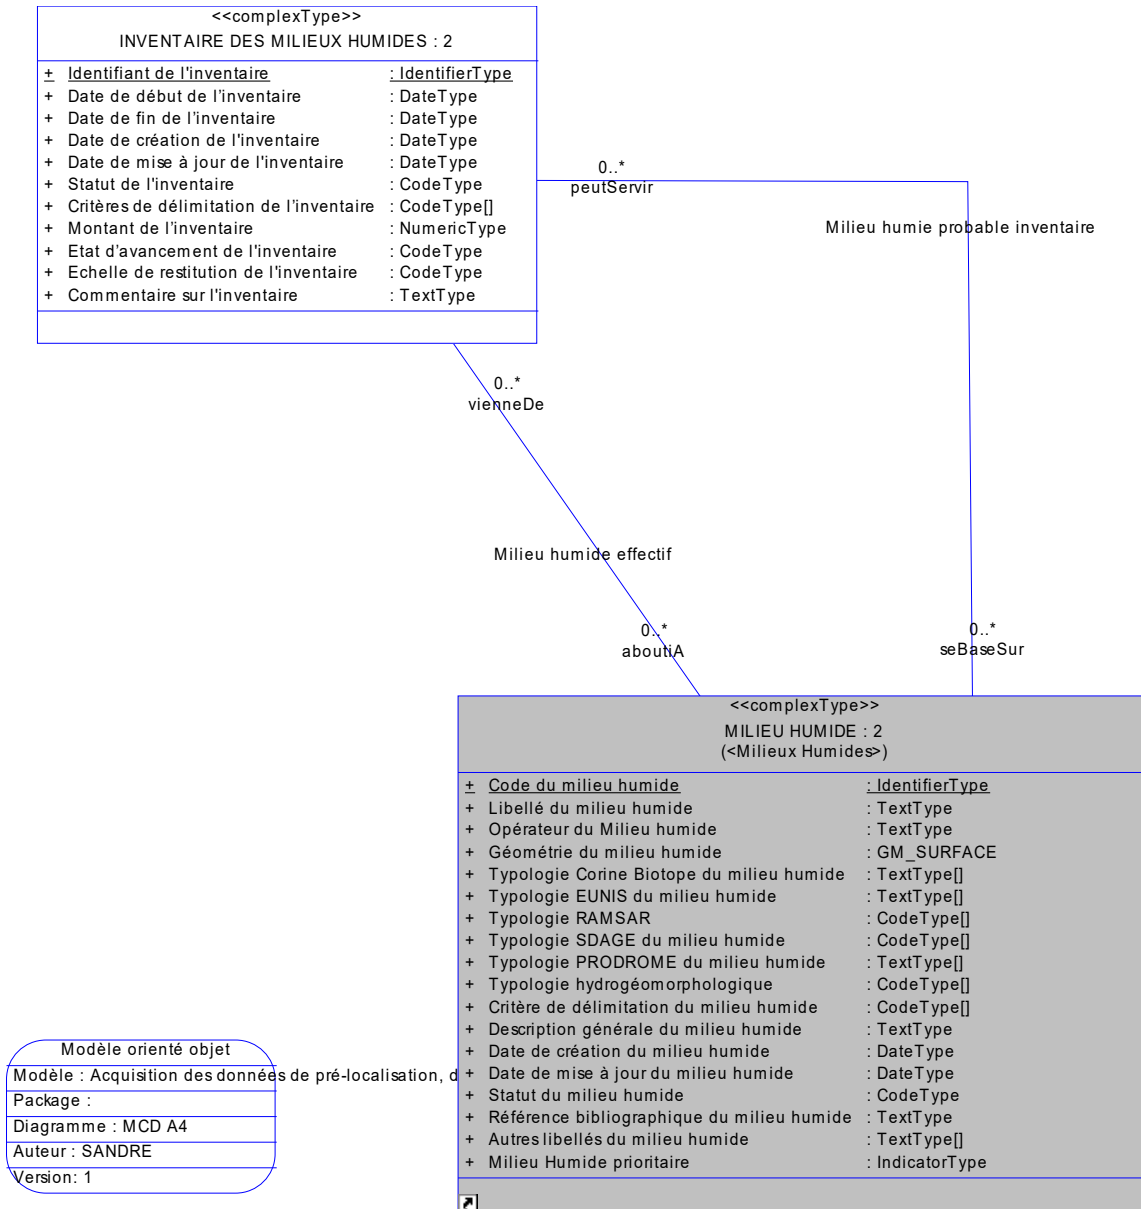 <<complexType>>
INVENTAIRE DES MILIEUX HUMIDES : 2
+ Identifiant de l'inventaire : IdentifierType
+ Date de début de l’inventaire : DateType
+ Date de fin de l’inventaire : DateType
+ Date de création de l'inventaire : DateType
+ Date de mise à jour de l'inventaire : DateType
+ Statut de l'inventaire : CodeType
+ Critères de délimitation de l’inventaire : CodeType[]
+ Montant de l’inventaire : NumericType
+ Etat d’avancement de l'inventaire : CodeType
+ Echelle de restitution de l'inventaire : CodeType
+ Commentaire sur l'inventaire : TextType
0..*
peutServir
Milieu humie probable inventaire
0..*
vienneDe
Milieu humide effectif
0..*
aboutiA
0..*
seBaseSur
<<complexType>>
MILIEU HUMIDE : 2
(<Milieux Humides>)
+ Code du milieu humide : IdentifierType
+ Libellé du milieu humide : TextType
+ Opérateur du Milieu humide : TextType
+ Géométrie du milieu humide : GM_SURFACE
+ Typologie Corine Biotope du milieu humide : TextType[]
+ Typologie EUNIS du milieu humide : TextType[]
+ Typologie RAMSAR : CodeType[]
+ Typologie SDAGE du milieu humide : CodeType[]
+ Typologie PRODROME du milieu humide : TextType[]
+ Typologie hydrogéomorphologique : CodeType[]
+ Critère de délimitation du milieu humide : CodeType[]
+ Description générale du milieu humide : TextType
+ Date de création du milieu humide : DateType
+ Date de mise à jour du milieu humide : DateType
+ Statut du milieu humide : CodeType
+ Référence bibliographique du milieu humide : TextType
+ Autres libellés du milieu humide : TextType[]
+ Milieu Humide prioritaire : IndicatorType
Modèle orienté objet
Modèle : Acquisition des données de pré-localisation, d
Package :
Diagramme : MCD A4
Auteur : SANDRE
Version: 1